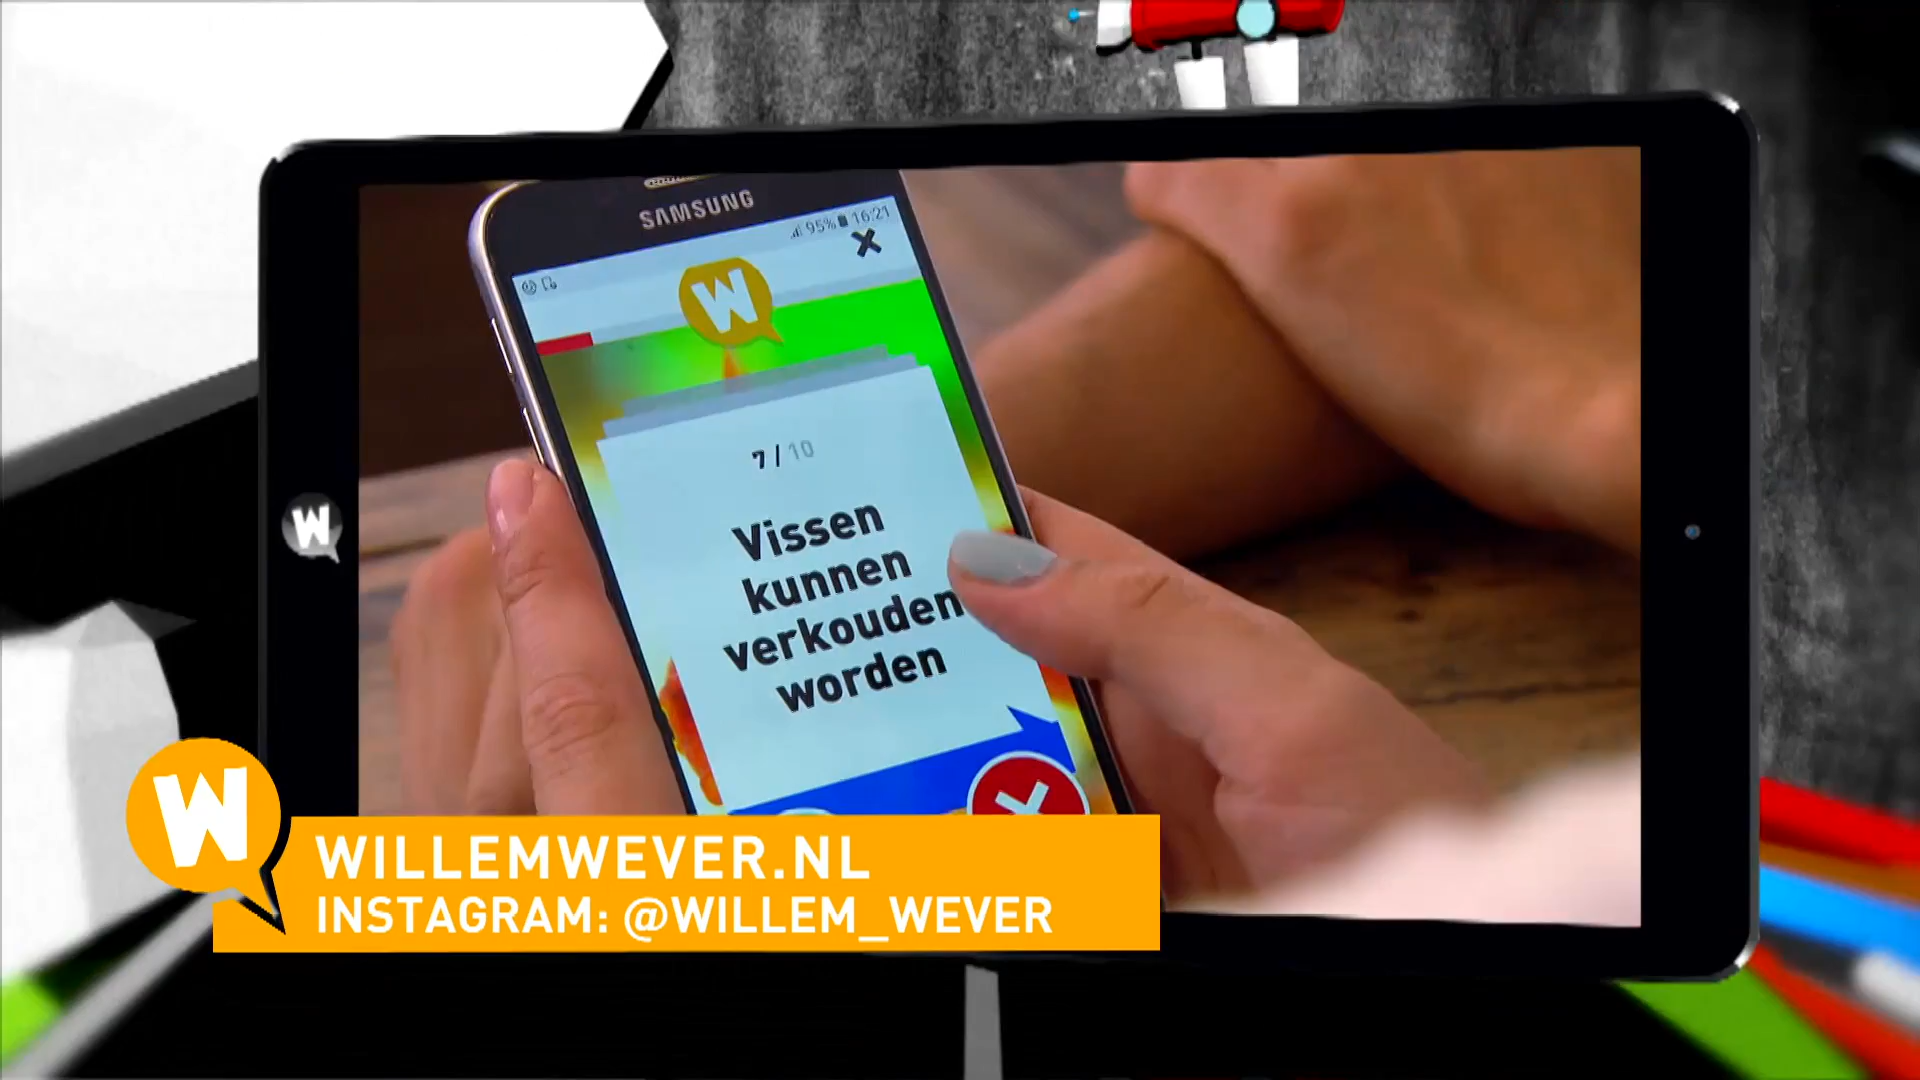 SAMSUNG
95% 16:21
W
7 / 10
Vissen
kunnen
verkouden
worden
W
W
WILLEMWEVER.NL
INSTAGRAM: @WILLEM_WEVER